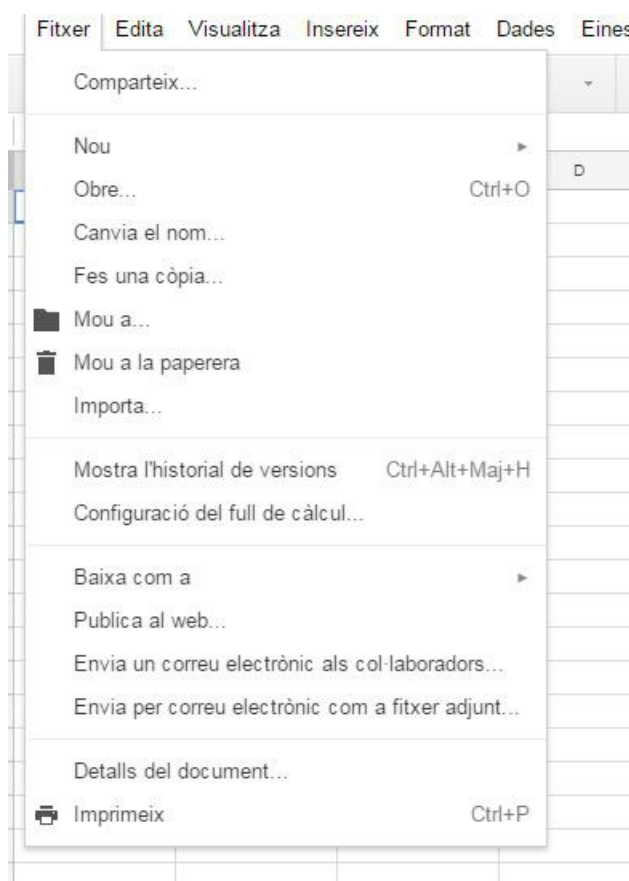 Fitxer Edita Visualitza Insereix Format Dades Eines
Comparteix...
Nou
D
Obre... Ctrl+O
Canvia el nom...
Fes una còpia...
Mou a...
Mou a la paperera
Importa...
Mostra l'historial de versions Ctrl+Alt+Maj+H
Configuració del full de càlcul...
Baixa com a
Publica al web...
Envia un correu electrònic als col·laboradors...
Envia per correu electrònic com a fitxer adjunt...
Detalls del document...
Imprimeix Ctrl+P